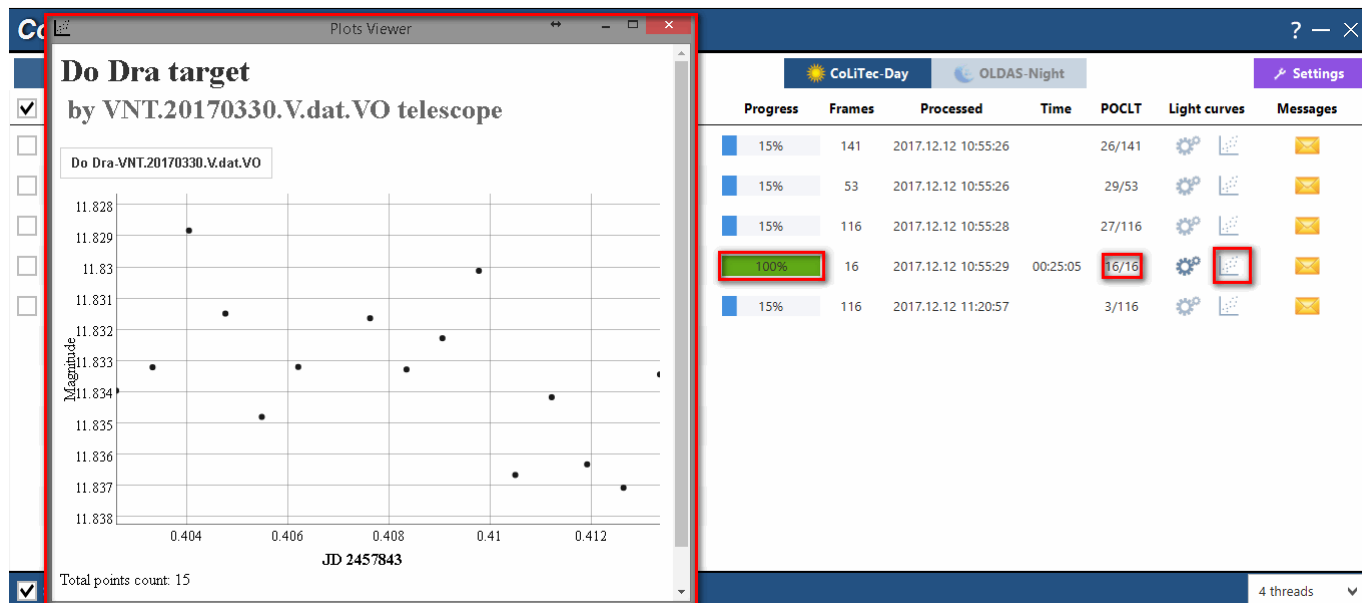 Co
Plots Viewer
? — ×
Do Dra target
by VNT.20170330.V.dat.VO telescope
Do Dra-VNT.20170330.V.dat.VO
11.828
11.829
11.83
11.831
11.832
11.833
11.834
11.835
11.836
11.837
11.838
Magnitude
0.404 0.406 0.408 0.41 0.412
JD 2457843
Total points count: 15
CoLiTec-Day OLDAS-Night Settings
Progress Frames Processed Time POCLT Light curves Messages
15% 141 2017.12.12 10:55:26 26/141
15% 53 2017.12.12 10:55:26 29/53
15% 116 2017.12.12 10:55:28 27/116
100% 16 2017.12.12 10:55:29 00:25:05 16/16
15% 116 2017.12.12 11:20:57 3/116
4 threads